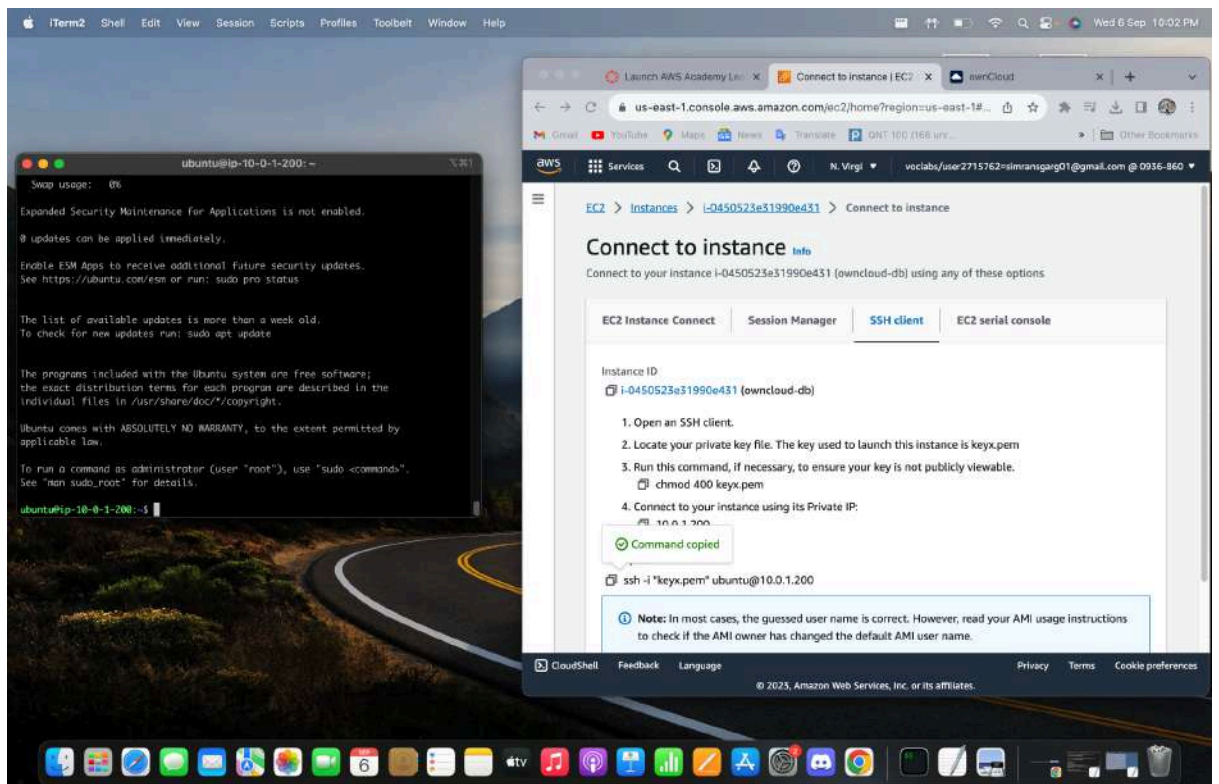 iTerm2 Shell Edit View Session Scripts Profiles Toolbelt Window Help
Wed 6 Sep 10:02 PM
Launch AWS Academy Lea
Connect to instance | EC2
ownCloud
us-east-1.console.aws.amazon.com/ec2/home?region=us-east-1#...
Gmail YouTube Maps News Translate QNT 100 /166 un... » Other Bookmarks
aws Services N. Virgi voclabs/user2715762=simransgarg01@gmail.com @ 0936-860
EC2 > Instances > i-0450523e31990e431 > Connect to instance
Connect to instance Info
Connect to your instance i-0450523e31990e431 (owncloud-db) using any of these options
EC2 Instance Connect Session Manager SSH client EC2 serial console
Instance ID
i-0450523e31990e431 (owncloud-db)
1. Open an SSH client.
2. Locate your private key file. The key used to launch this instance is keyx.pem
3. Run this command, if necessary, to ensure your key is not publicly viewable.
chmod 400 keyx.pem
4. Connect to your instance using its Private IP:
10.0.1.200
Command copied
ssh -i "keyx.pem" ubuntu@10.0.1.200
Note: In most cases, the guessed user name is correct. However, read your AMI usage instructions
to check if the AMI owner has changed the default AMI user name.
CloudShell Feedback Language Privacy Terms Cookie preferences
© 2023, Amazon Web Services, Inc. or its affiliates.
ubuntu@ip-10-0-1-200: ~ ⌥⌘1
Swap usage: 0%
Expanded Security Maintenance for Applications is not enabled.
0 updates can be applied immediately.
Enable ESM Apps to receive additional future security updates.
See https://ubuntu.com/esm or run: sudo pro status
The list of available updates is more than a week old.
To check for new updates run: sudo apt update
The programs included with the Ubuntu system are free software;
the exact distribution terms for each program are described in the
individual files in /usr/share/doc/*/copyright.
Ubuntu comes with ABSOLUTELY NO WARRANTY, to the extent permitted by
applicable law.
To run a command as administrator (user "root"), use "sudo <command>".
See "man sudo_root" for details.
ubuntu@ip-10-0-1-200:~$
SEP
6
tv